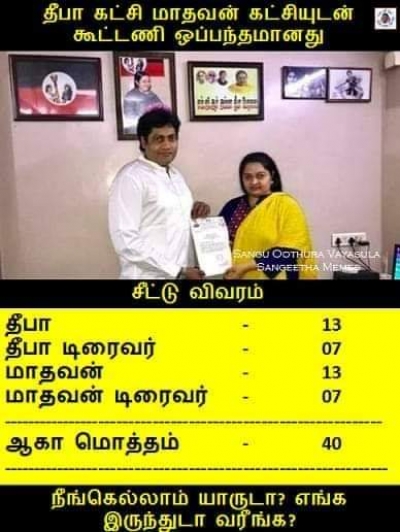 தீபா கட்சி மாதவன் கட்சியுடன்
கூட்டணி ஒப்பந்தமானது
SANGU OOTHURA VAYASULA
SANGEETHA MEMES
சீட்டு விவரம்
தீபா - 13
தீபா டிரைவர் - 07
மாதவன் - 13
மாதவன் டிரைவர் - 07
ஆகா மொத்தம் - 40
நீங்கெல்லாம் யாருடா? எங்க
இருந்துடா வரீங்க?